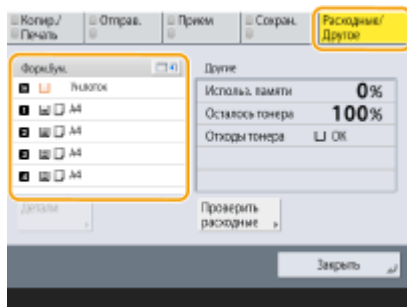 Копир./
Печать
Отправ.
Прием
Сохран.
Расходные/
Другое
Форм.бум.
Другие
A4
A4
A4
A4
Использ. памяти 0%
Осталось тонера 100%
Отходы тонера OK
Детали
Проверить
расходные
Закрыть